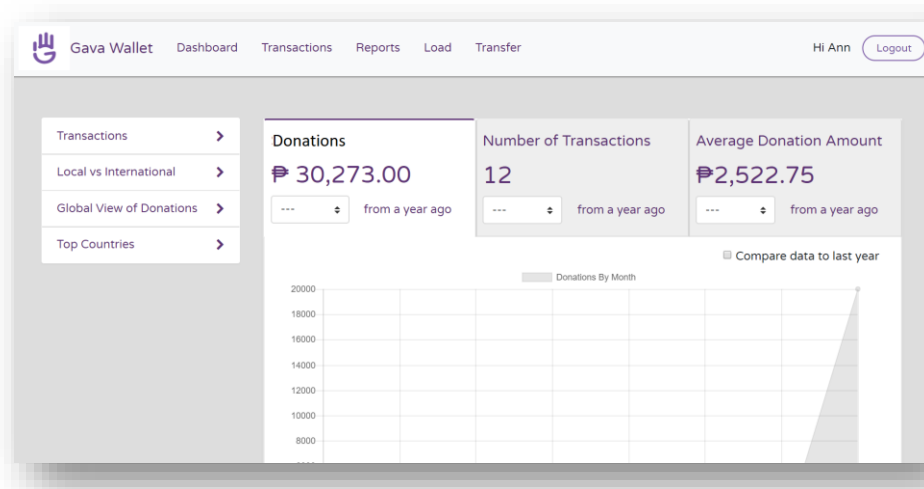 Gava Wallet Dashboard Transactions Reports Load Transfer Hi Ann Logout
Transactions
Local vs International
Global View of Donations
Top Countries
Donations
₱ 30,273.00
--- from a year ago
Number of Transactions
12
--- from a year ago
Average Donation Amount
₱2,522.75
--- from a year ago
Compare data to last year
Donations By Month
20000
18000
16000
14000
12000
10000
8000